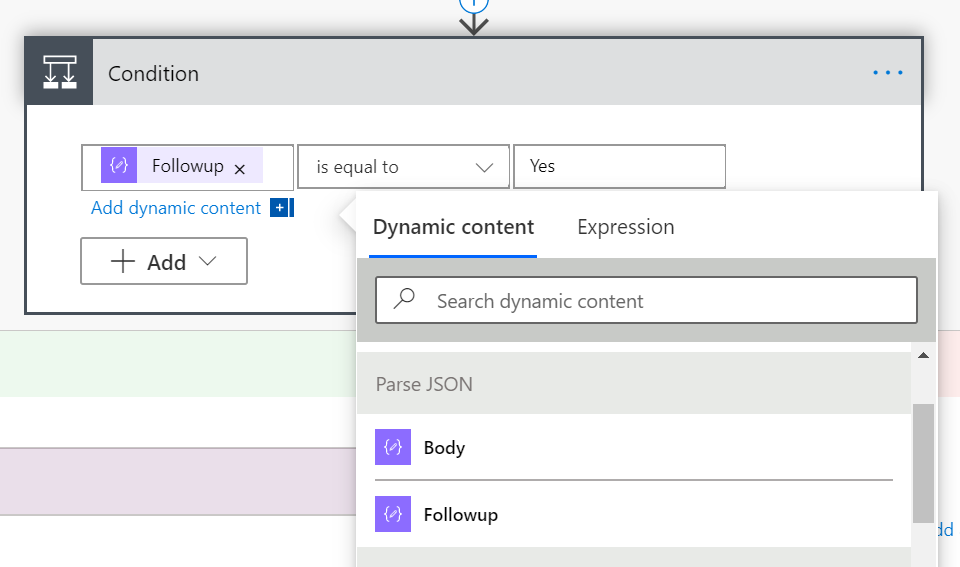 Condition
Followup
is equal to
Yes
Add dynamic content
Dynamic content
Expression
Add
Search dynamic content
Parse JSON
Body
Followup